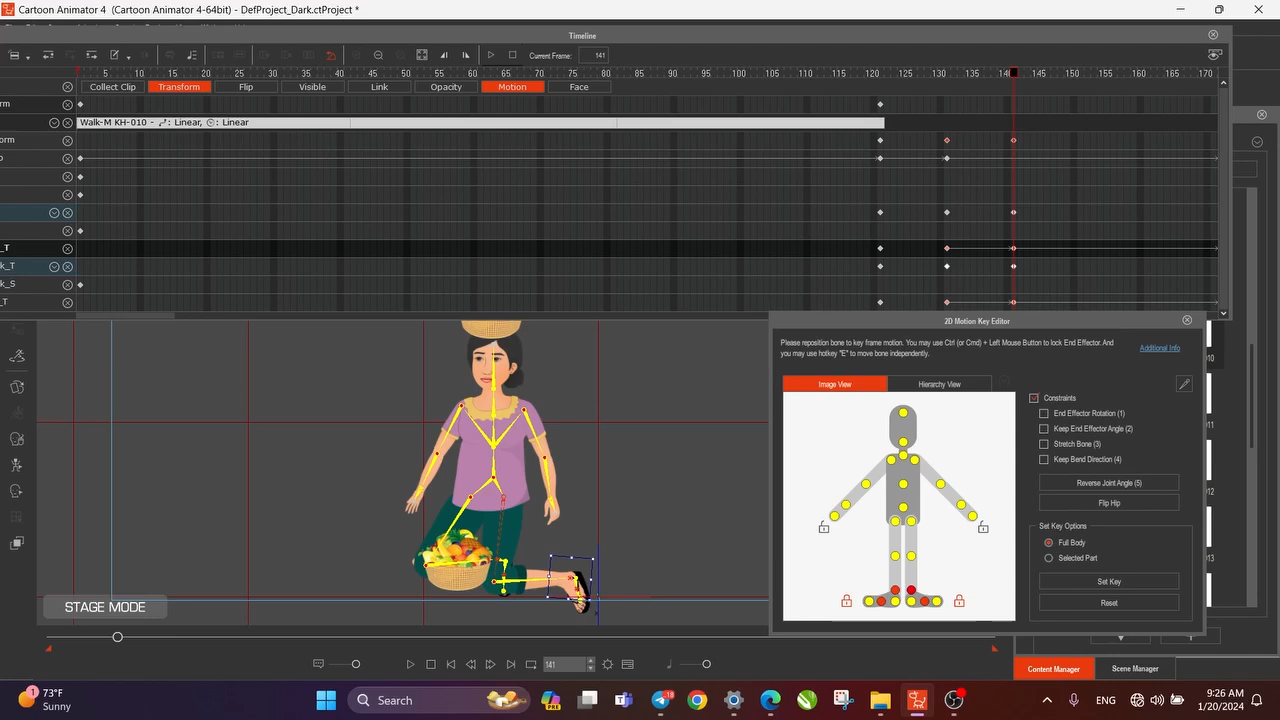 Cartoon Animator 4 (Cartoon Animator 4-64bit) - DefProject_Dark.ctProject *
Timeline
Current Frame: 141
5 10 15 20 25 30 35 40 45 50 55 60 65 70 75 80 85 90 95 100 105 110 115 120 125 130 135 140 145 150 155 160 165 170
Collect Clip Transform Flip Visible Link Opacity Motion Face
rm
Walk-M KH-010 - : Linear, : Linear
orm
p
_T
k_T
k_S
_T
2D Motion Key Editor
Please reposition bone to key frame motion. You may use Ctrl (or Cmd) + Left Mouse Button to lock End Effector. And
you may use hotkey "E" to move bone independently.
Additional Info
Image View Hierarchy View
Constraints
End Effector Rotation (1)
Keep End Effector Angle (2)
Stretch Bone (3)
Keep Bend Direction (4)
Reverse Joint Angle (5)
Flip Hip
Set Key Options
Full Body
Selected Part
Set Key
Reset
010
011
012
013
STAGE MODE
141
Content Manager Scene Manager
1
73°F
Sunny
Search
PRE
18
ENG
9:26 AM
1/20/2024